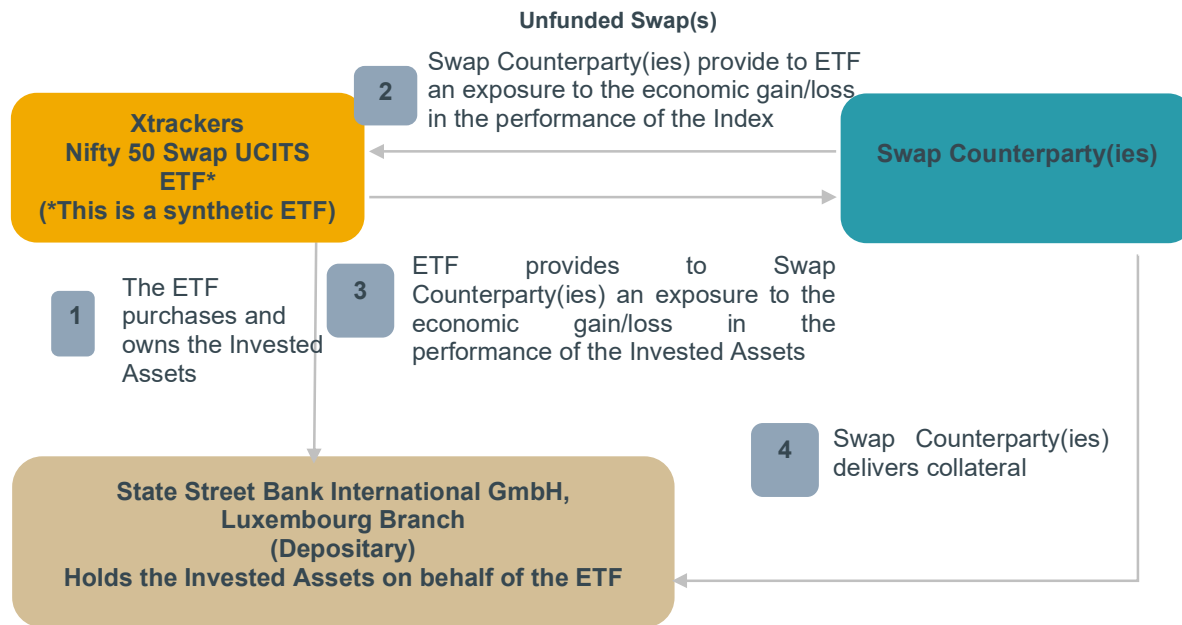 Unfunded Swap(s)
2
Swap Counterparty(ies) provide to ETF
an exposure to the economic gain/loss
in the performance of the Index
Xtrackers
Nifty 50 Swap UCITS
ETF*
(*This is a synthetic ETF)
Swap Counterparty(ies)
1
The ETF
purchases and
owns the Invested
Assets
3
ETF provides to Swap
Counterparty(ies) an exposure to the
economic gain/loss in the
performance of the Invested Assets
4
Swap Counterparty(ies)
delivers collateral
State Street Bank International GmbH,
Luxembourg Branch
(Depositary)
Holds the Invested Assets on behalf of the ETF